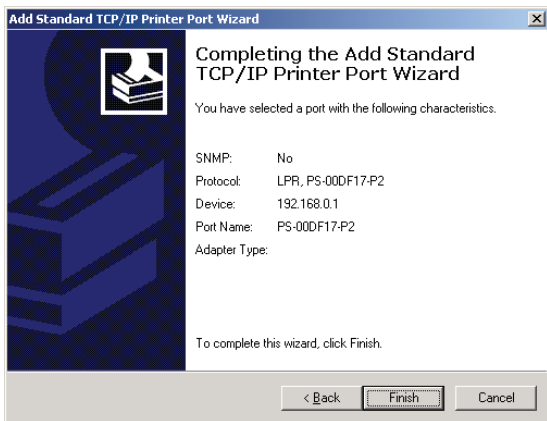 Add Standard TCP/IP Printer Port Wizard
Completing the Add Standard
TCP/IP Printer Port Wizard
You have selected a port with the following characteristics.
SNMP: No
Protocol: LPR, PS-00DF17-P2
Device: 192.168.0.1
Port Name: PS-00DF17-P2
Adapter Type:
To complete this wizard, click Finish.
< Back Finish Cancel